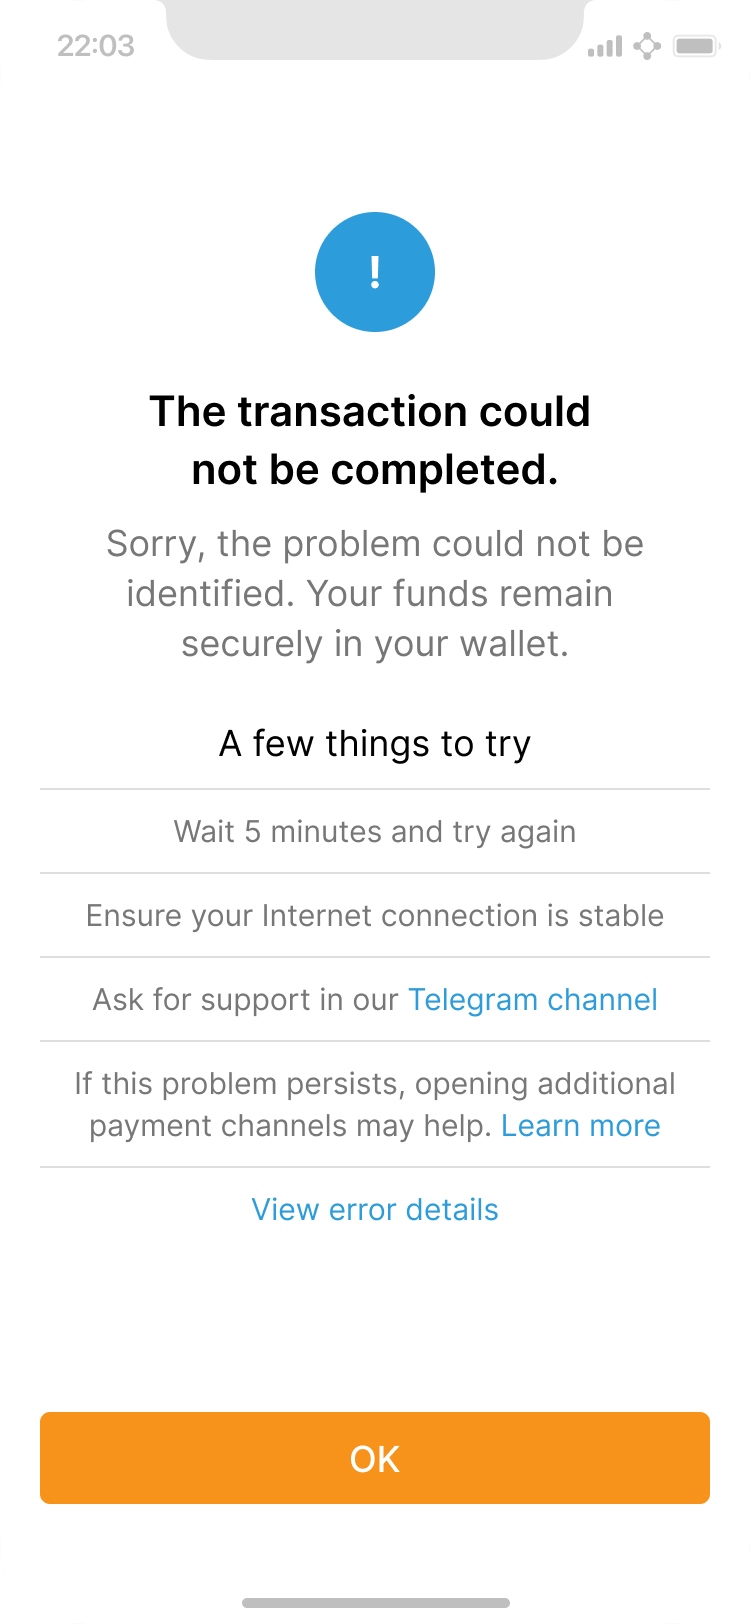 22:03
!
The transaction could
not be completed.
Sorry, the problem could not be
identified. Your funds remain
securely in your wallet.
A few things to try
Wait 5 minutes and try again
Ensure your Internet connection is stable
Ask for support in our Telegram channel
If this problem persists, opening additional
payment channels may help. Learn more
View error details
OK